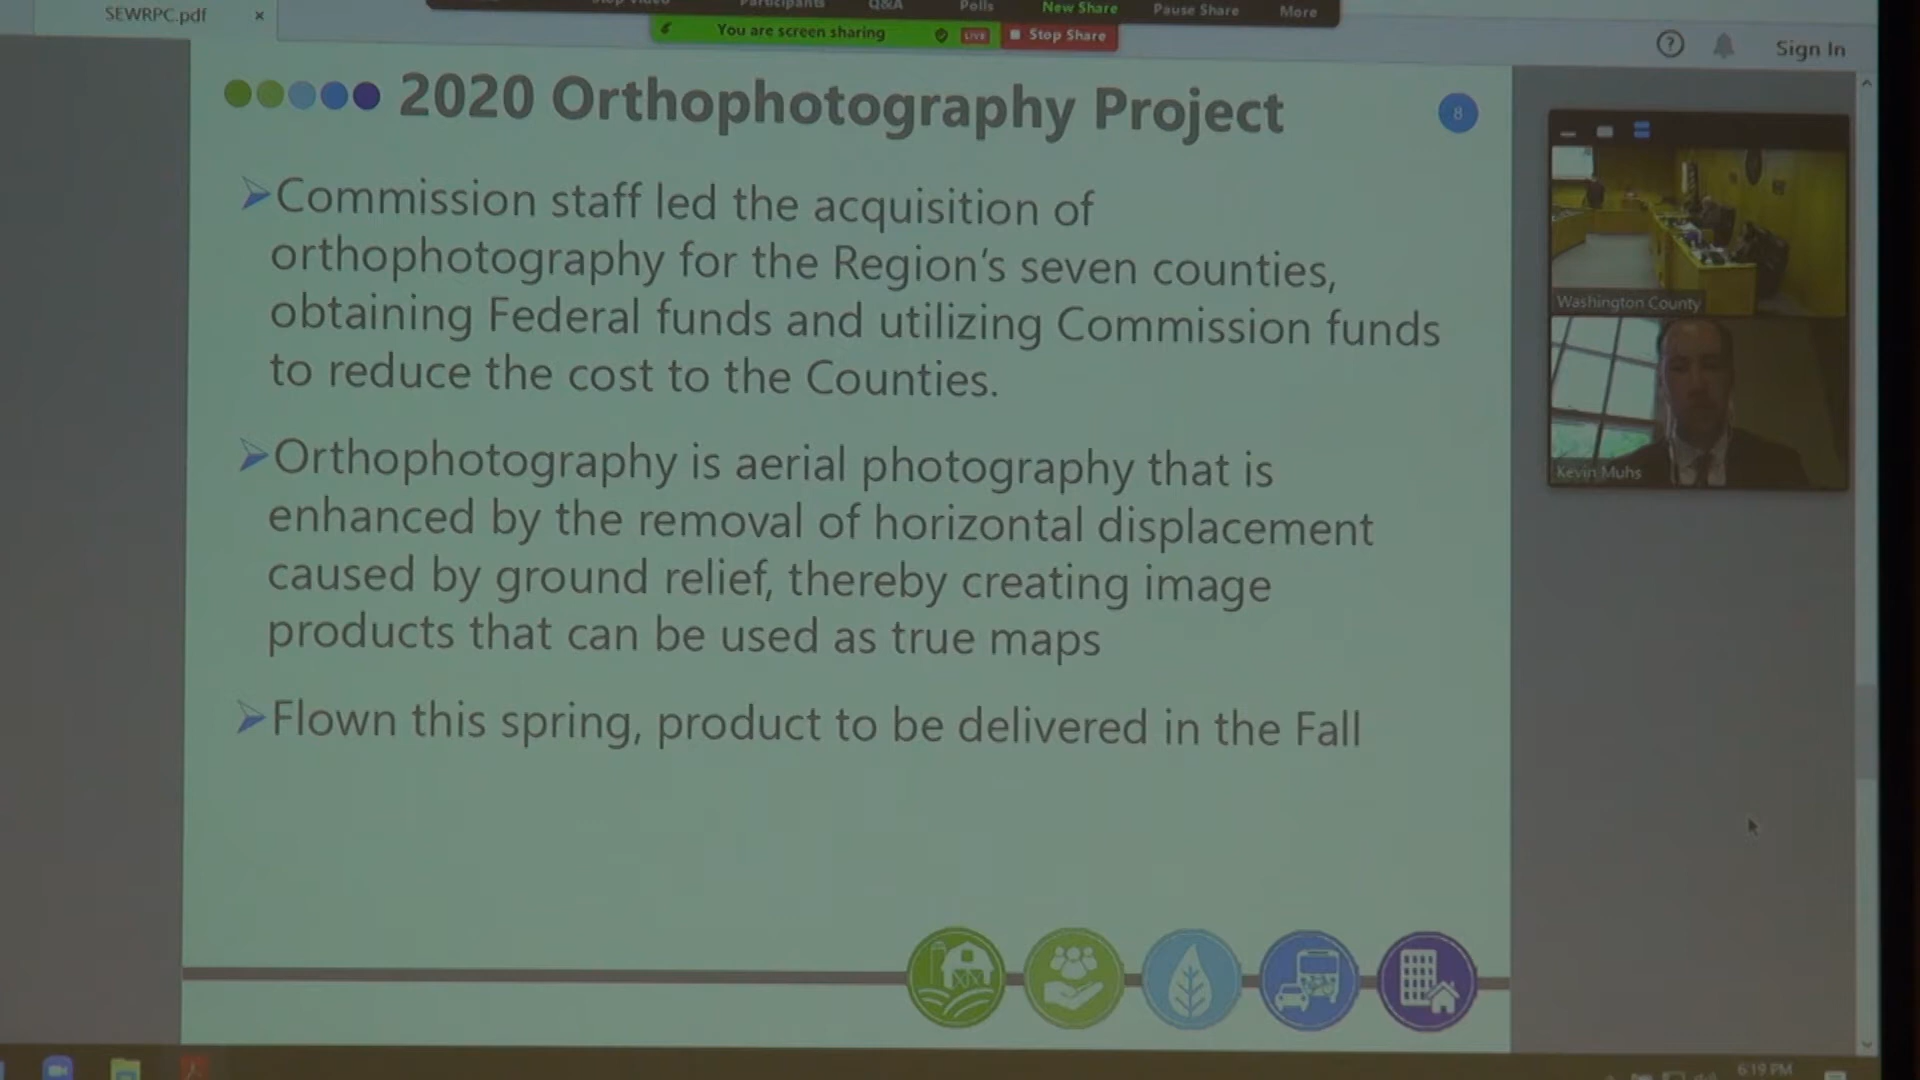 SEWRPC.pdf ×
Stop Video Participants Q&A Polls New Share Pause Share More
You are screen sharing LIVE Stop Share
Sign In
2020 Orthophotography Project
8
Commission staff led the acquisition of
orthophotography for the Region's seven counties,
obtaining Federal funds and utilizing Commission funds
to reduce the cost to the Counties.
Orthophotography is aerial photography that is
enhanced by the removal of horizontal displacement
caused by ground relief, thereby creating image
products that can be used as true maps
Flown this spring, product to be delivered in the Fall
Washington County
Kevin Muhs
6:19 PM